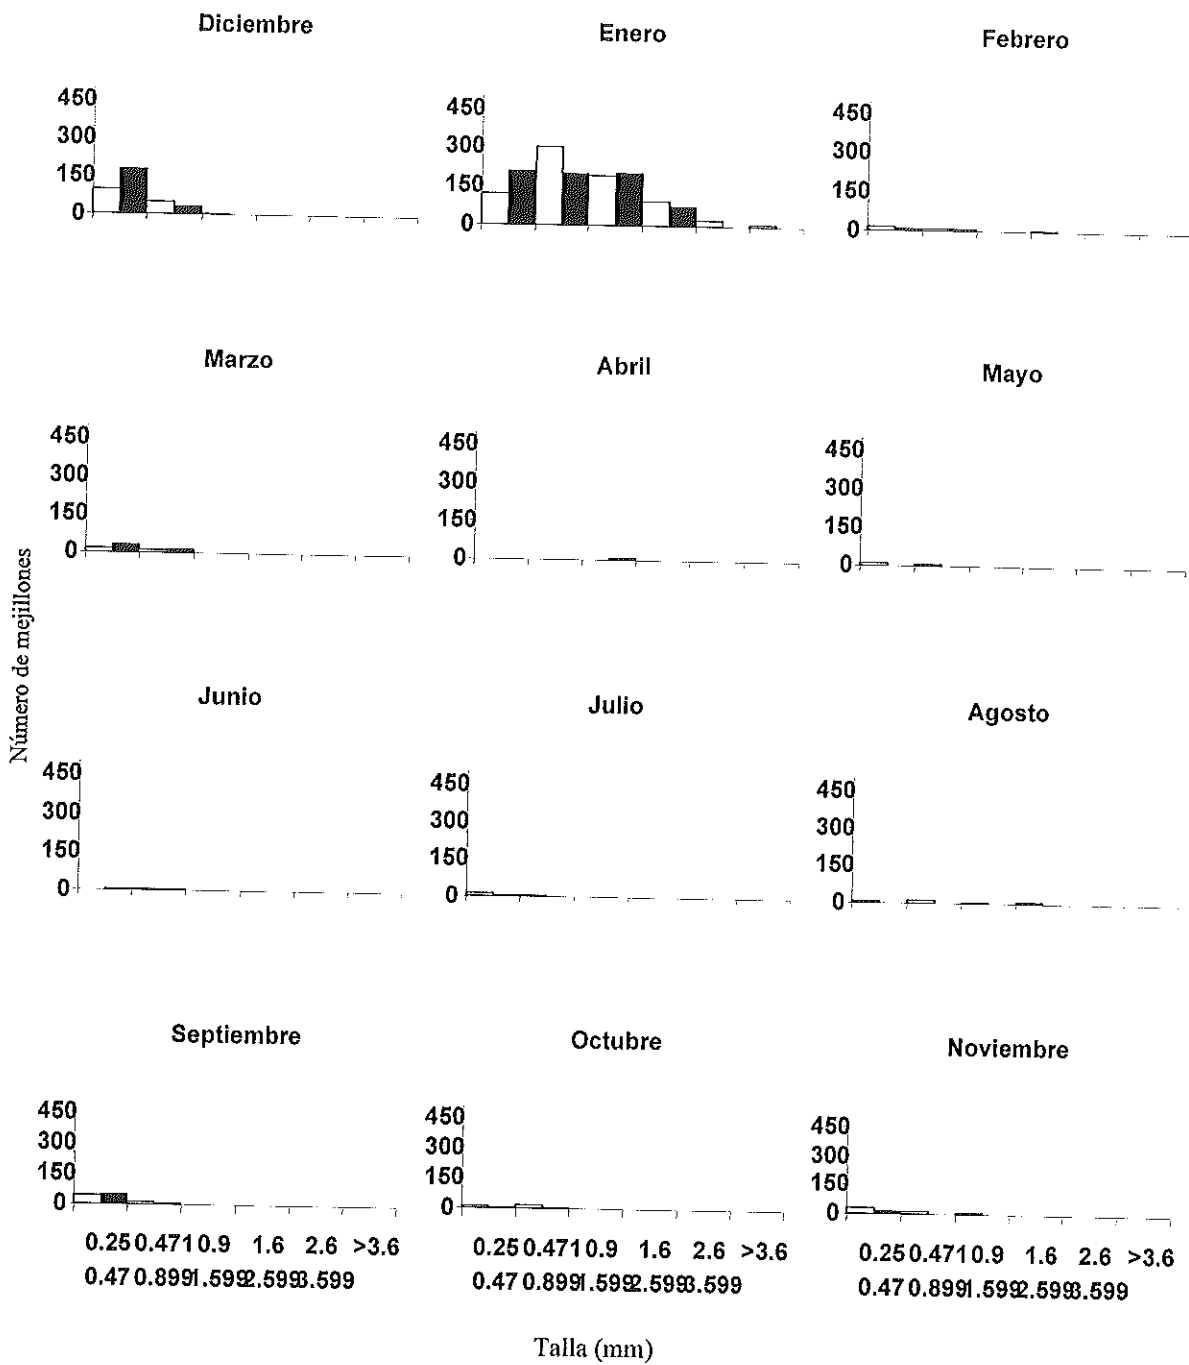 Diciembre Enero Febrero
450 450 450
300 300 300
150 150 150
0 0 0
Marzo Abril Mayo
450 450 450
300 300 300
150 150 150
0 0 0
Número de mejillones
Junio Julio Agosto
450 450 450
300 300 300
150 150 150
0 0 0
Septiembre Octubre Noviembre
450 450 450
300 300 300
150 150 150
0 0 0
0.25 0.471 0.9 1.6 2.6 >3.6 0.25 0.471 0.9 1.6 2.6 >3.6 0.25 0.471 0.9 1.6 2.6 >3.6
0.47 0.899 1.599 2.599 3.599 0.47 0.899 1.599 2.599 3.599 0.47 0.899 1.599 2.599 3.599
Talla (mm)